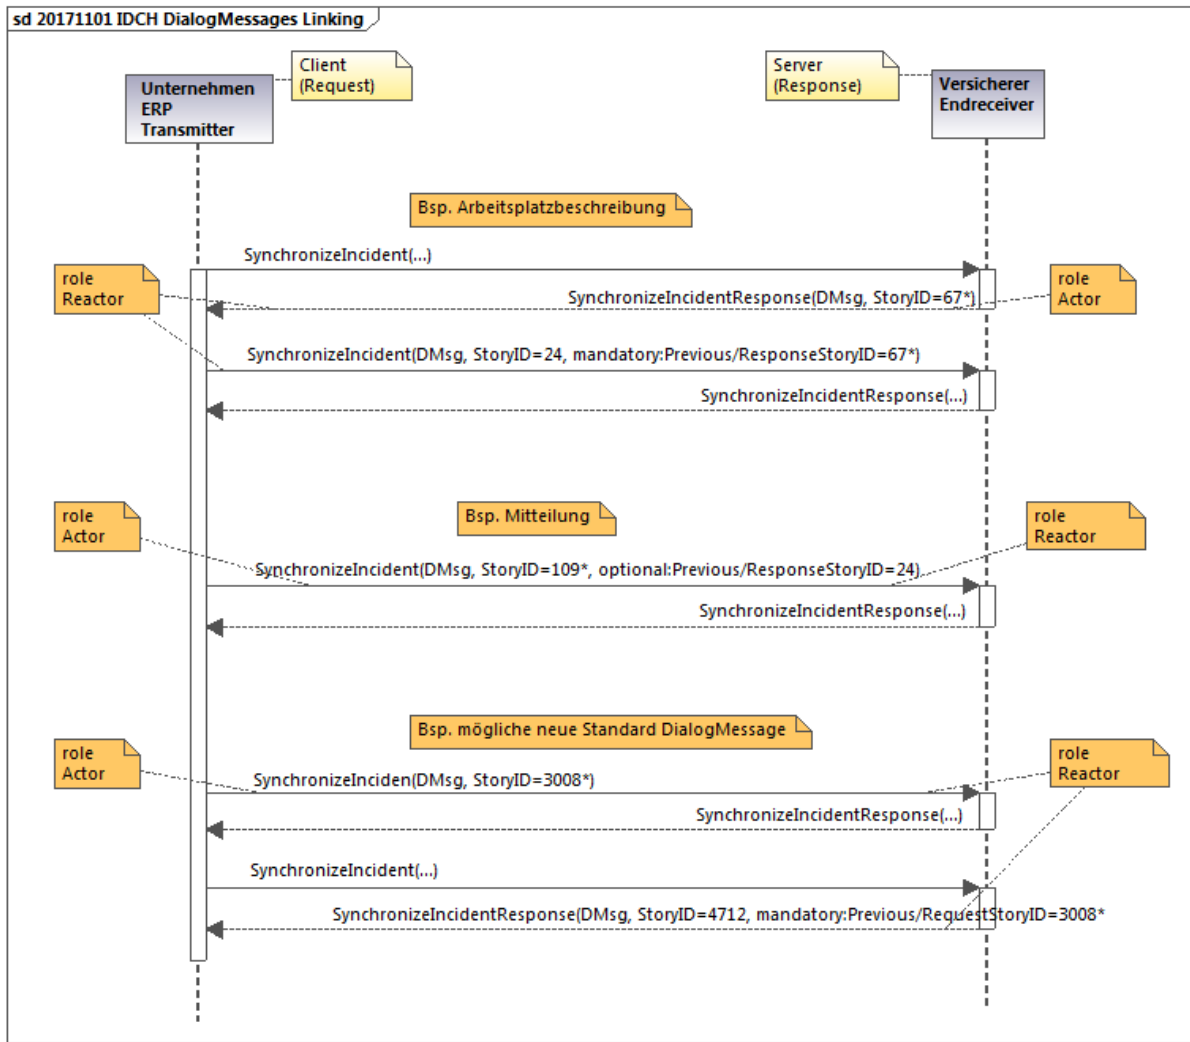 sd 20171101 IDCH DialogMessages Linking
Client
(Request)
Server
(Response)
Unternehmen
ERP
Transmitter
Versicherer
Endreceiver
Bsp. Arbeitsplatzbeschreibung
SynchronizeIncident(...)
role
Reactor
role
Actor
SynchronizeIncidentResponse(DMsg, StoryID=67*)
SynchronizeIncident(DMsg, StoryID=24, mandatory:Previous/ResponseStoryID=67*)
SynchronizeIncidentResponse(...)
role
Actor
Bsp. Mitteilung
role
Reactor
SynchronizeIncident(DMsg, StoryID=109*, optional:Previous/ResponseStoryID=24)
SynchronizeIncidentResponse(...)
Bsp. mögliche neue Standard DialogMessage
role
Actor
role
Reactor
SynchronizeInciden(DMsg, StoryID=3008*)
SynchronizeIncidentResponse(...)
SynchronizeIncident(...)
SynchronizeIncidentResponse(DMsg, StoryID=4712, mandatory:Previous/RequestStoryID=3008*